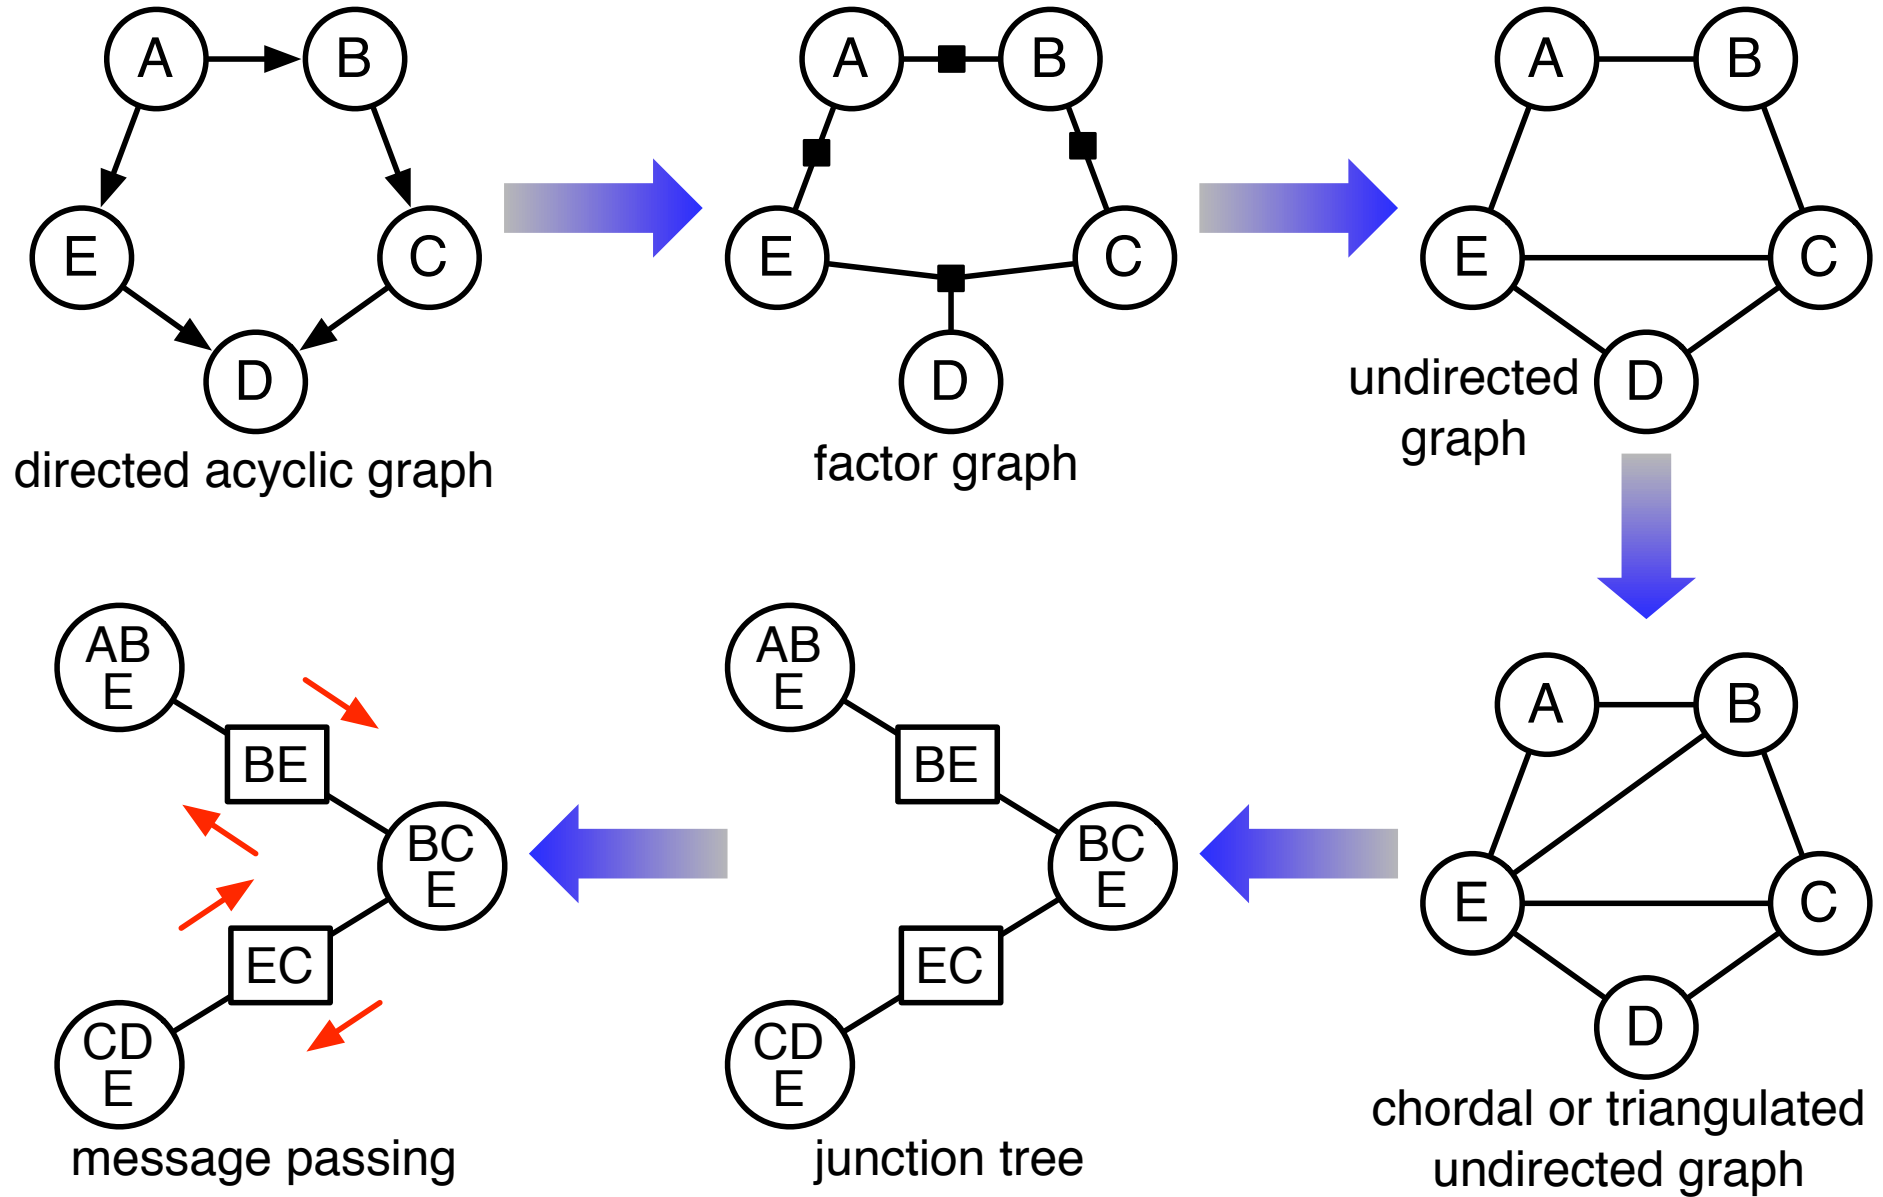 A
B
E
C
D
directed acyclic graph
A
B
E
C
D
factor graph
A
B
E
C
D
undirected
graph
AB
E
BE
BC
E
EC
CD
E
message passing
AB
E
BE
BC
E
EC
CD
E
junction tree
A
B
E
C
D
chordal or triangulated
undirected graph